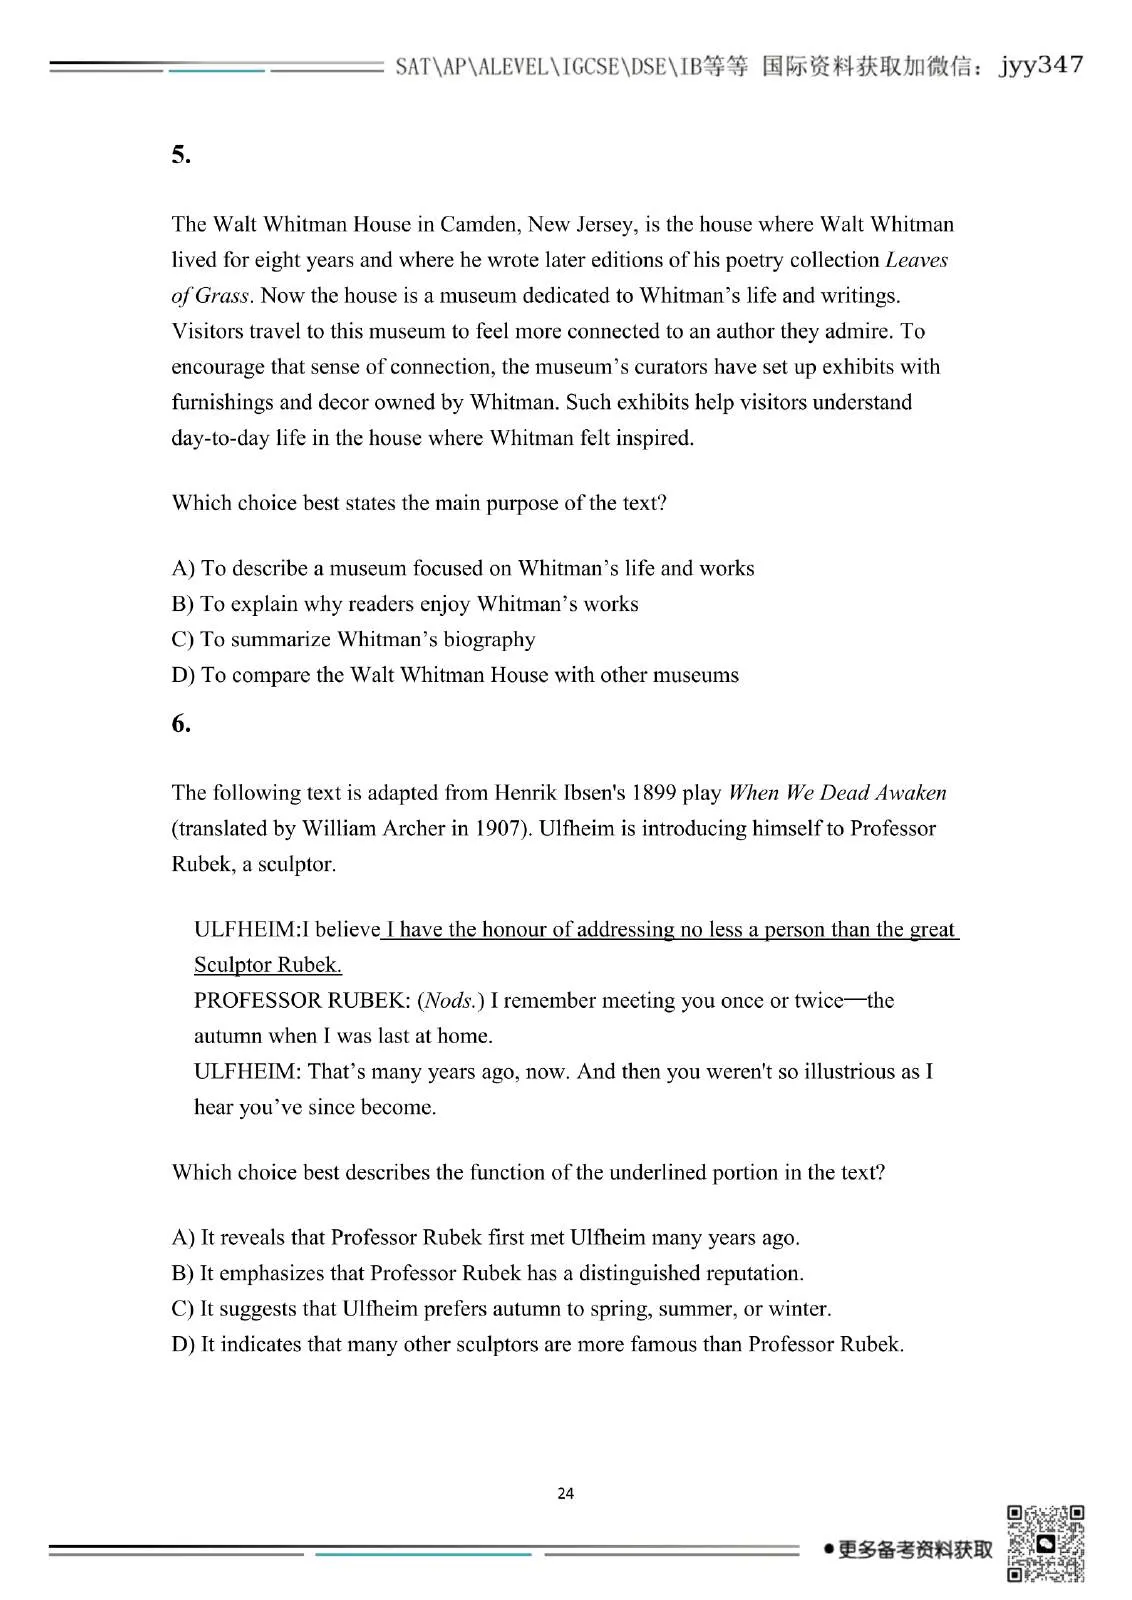 SAT\AP\ALEVEL\IGCSE\DSE\IB等等 国际资料获取加微信: jyy347
5.
The Walt Whitman House in Camden, New Jersey, is the house where Walt Whitman
lived for eight years and where he wrote later editions of his poetry collection Leaves
of Grass. Now the house is a museum dedicated to Whitman’s life and writings.
Visitors travel to this museum to feel more connected to an author they admire. To
encourage that sense of connection, the museum’s curators have set up exhibits with
furnishings and decor owned by Whitman. Such exhibits help visitors understand
day-to-day life in the house where Whitman felt inspired.
Which choice best states the main purpose of the text?
A) To describe a museum focused on Whitman’s life and works
B) To explain why readers enjoy Whitman’s works
C) To summarize Whitman’s biography
D) To compare the Walt Whitman House with other museums
6.
The following text is adapted from Henrik Ibsen's 1899 play When We Dead Awaken
(translated by William Archer in 1907). Ulfheim is introducing himself to Professor
Rubek, a sculptor.
ULFHEIM:I believe I have the honour of addressing no less a person than the great
Sculptor Rubek.
PROFESSOR RUBEK: (Nods.) I remember meeting you once or twice—the
autumn when I was last at home.
ULFHEIM: That’s many years ago, now. And then you weren't so illustrious as I
hear you’ve since become.
Which choice best describes the function of the underlined portion in the text?
A) It reveals that Professor Rubek first met Ulfheim many years ago.
B) It emphasizes that Professor Rubek has a distinguished reputation.
C) It suggests that Ulfheim prefers autumn to spring, summer, or winter.
D) It indicates that many other sculptors are more famous than Professor Rubek.
24
●更多备考资料获取